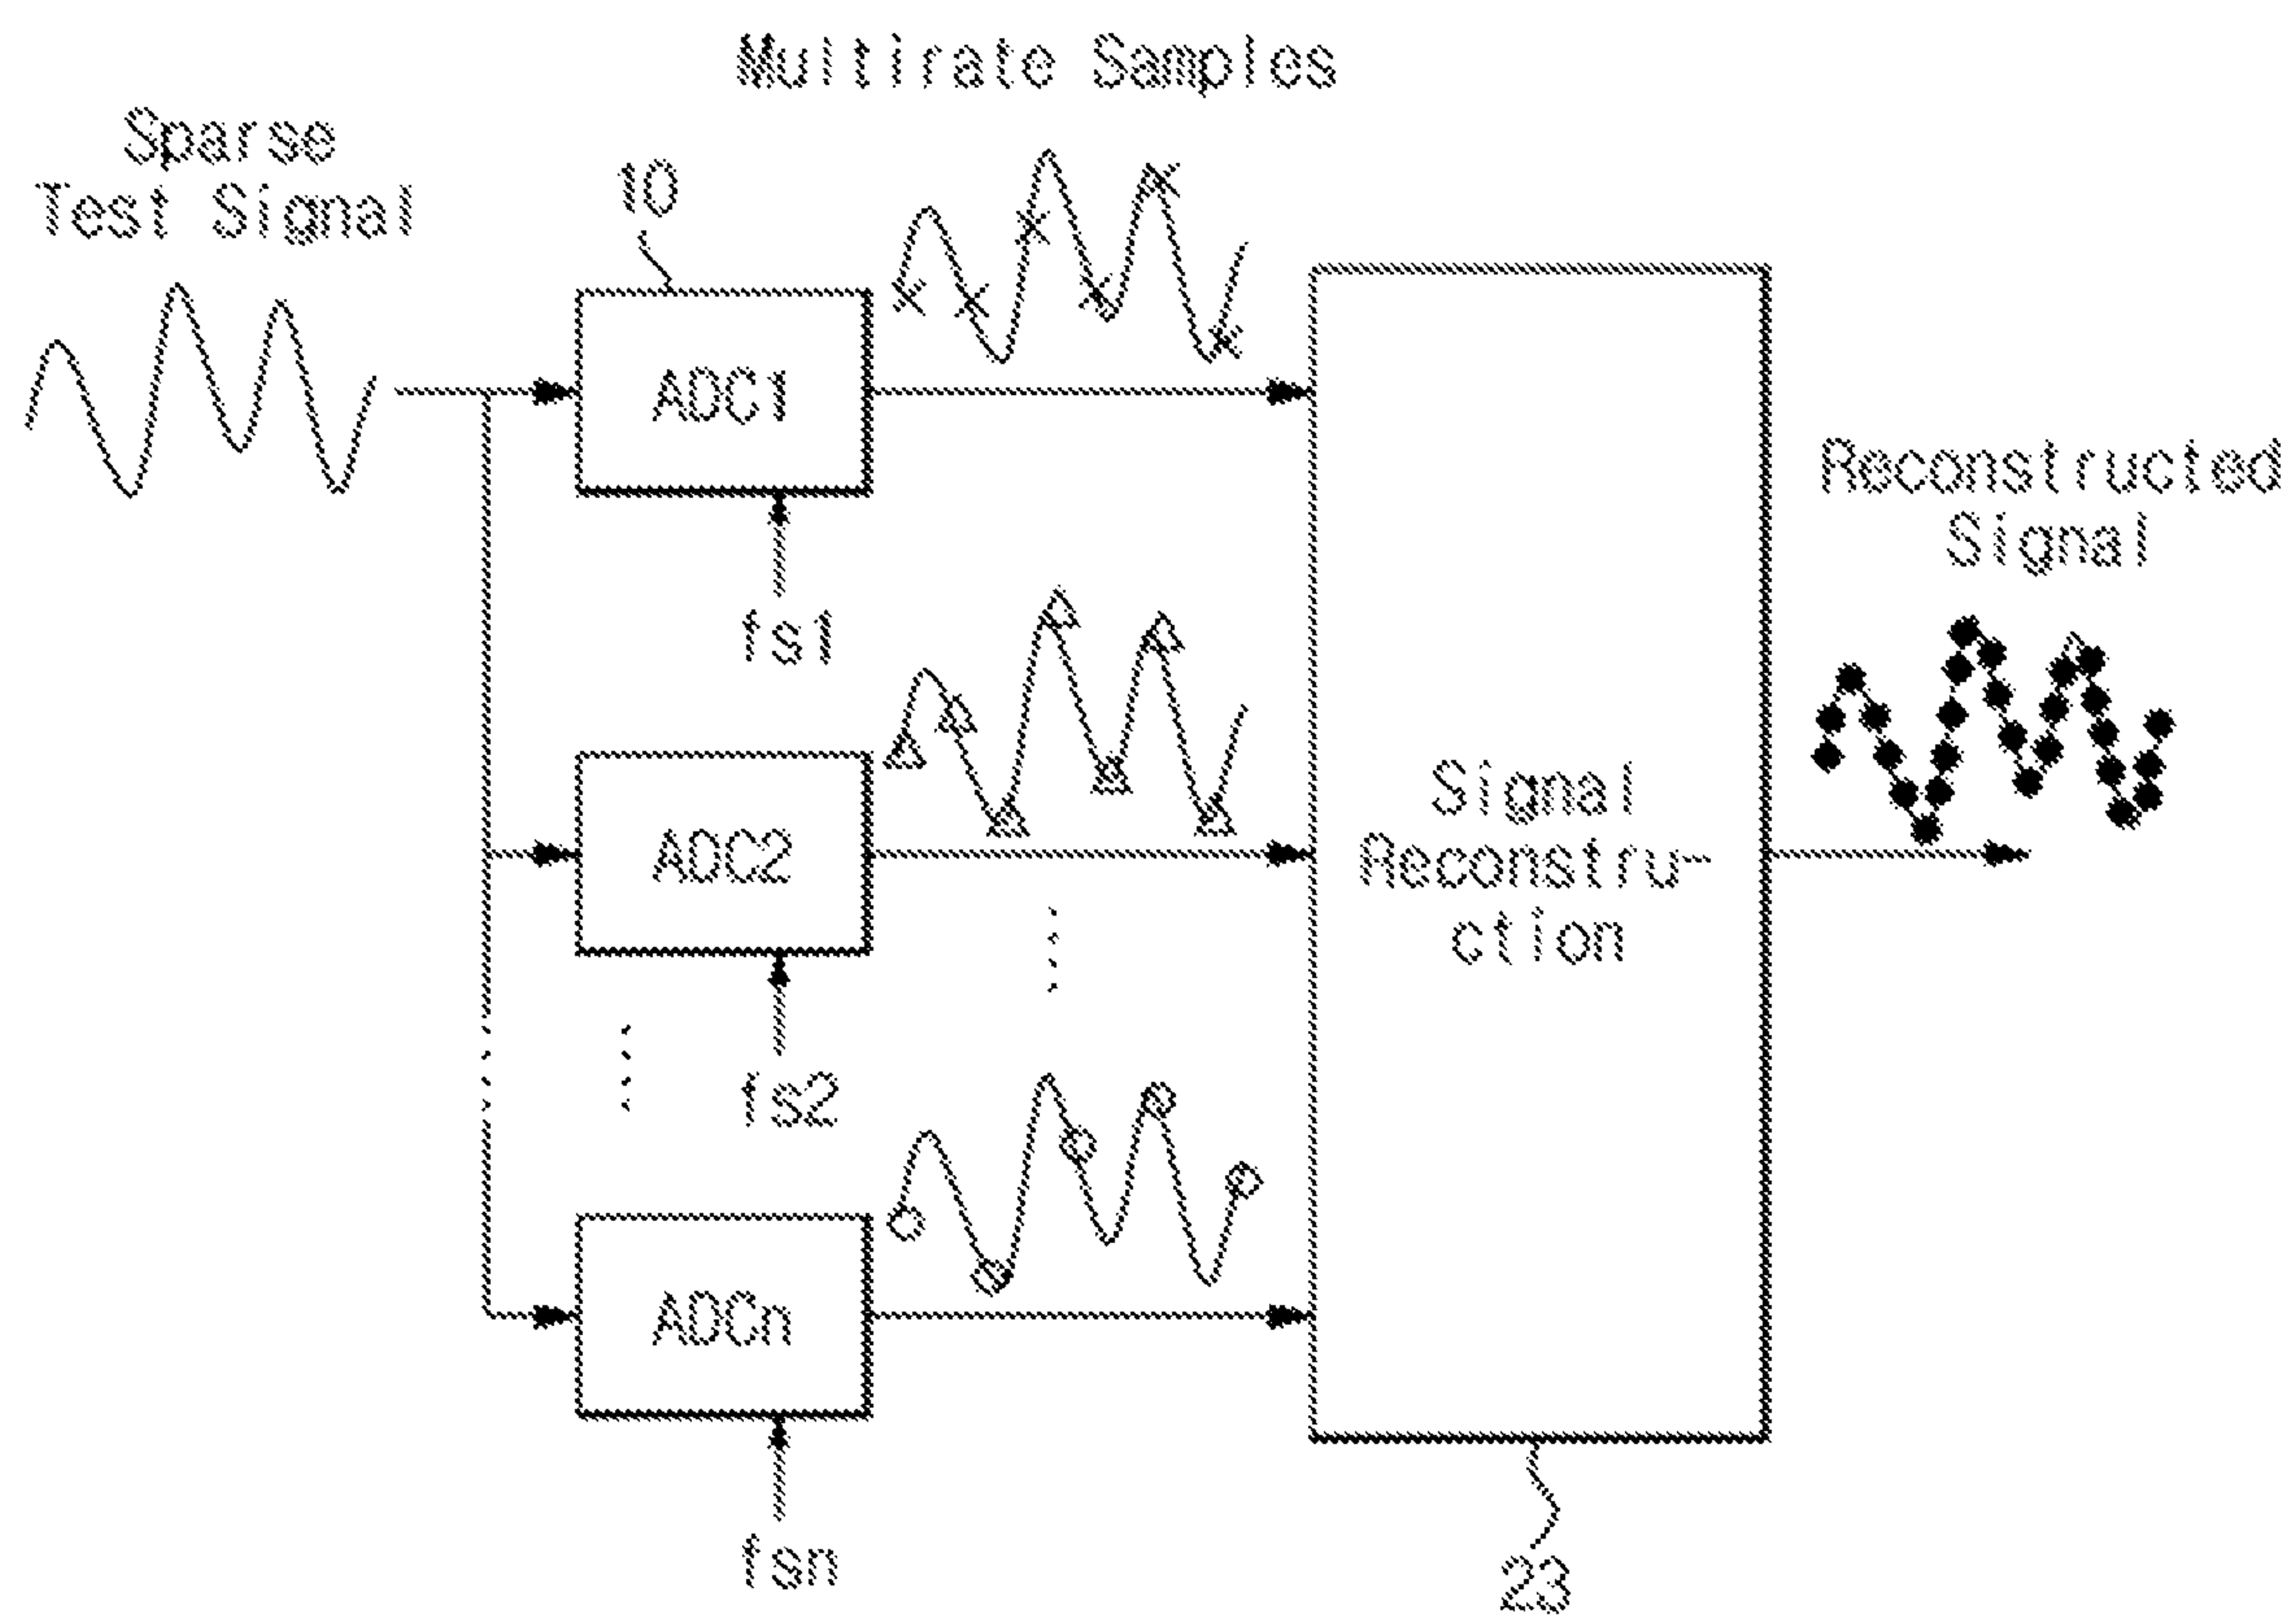 Multirate Samples
Sparse
Test Signal
10
ADC1
fs1
Reconstructed
Signal
ADC2
fs2
Signal
Reconstru-
ction
ADCn
fsn
23